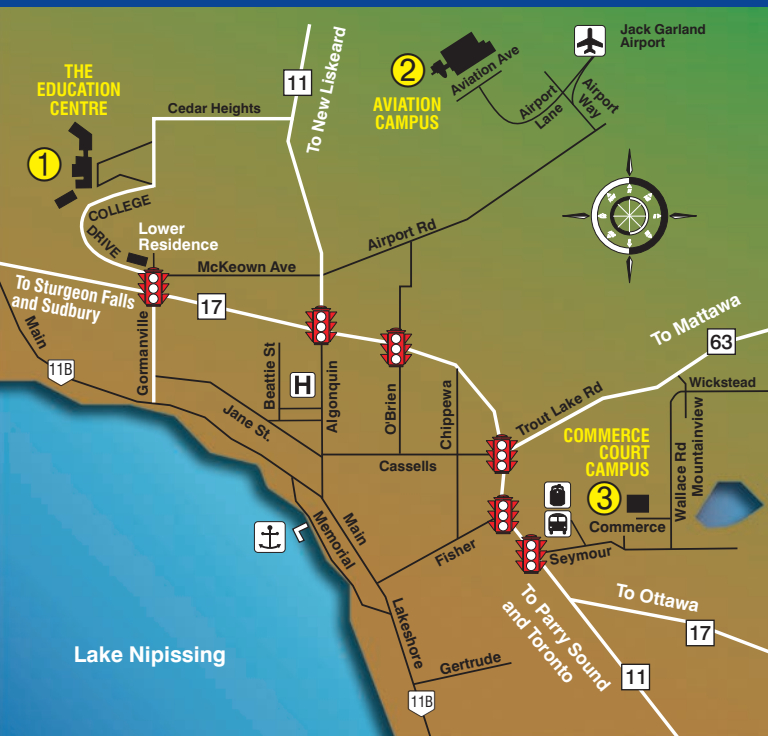 Jack Garland
Airport
To New Liskeard
11
2
Aviation Ave
AVIATION
CAMPUS
THE
EDUCATION
CENTRE
Airport
Lane
Airport
Way
Cedar Heights
1
COLLEGE
DRIVE
Lower
Residence
Airport Rd
McKeown Ave
To Sturgeon Falls
and Sudbury
17
Main
11B
Gormanville
Beattie St
H
Algonquin
O'Brien
Chippewa
To Mattawa
63
Wickstead
Trout Lake Rd
Jane St.
Cassells
COMMERCE
COURT
CAMPUS
3
Commerce
Wallace Rd
Mountainview
Main
Memorial
Fisher
Seymour
To Ottawa
17
To Parry Sound
and Toronto
11
Lakeshore
Gertrude
Lake Nipissing
11B